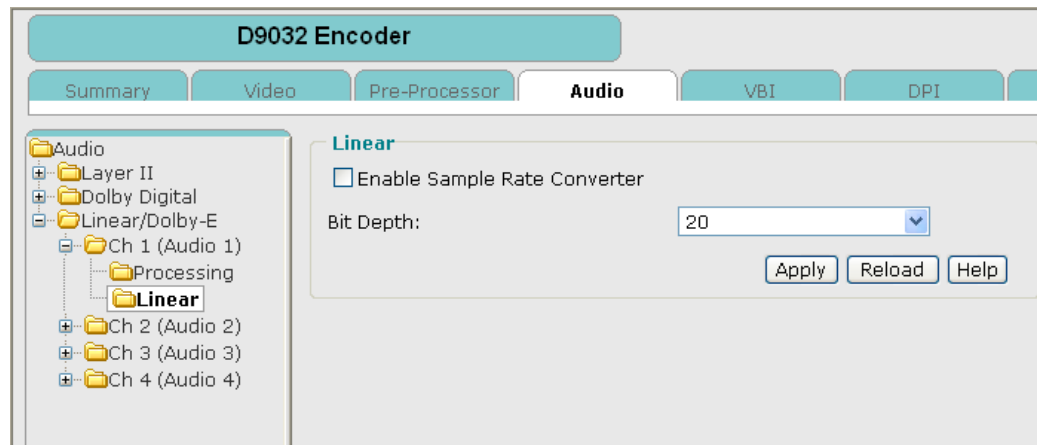 D9032 Encoder
Summary Video Pre-Processor Audio VBI DPI
Audio
Layer II
Dolby Digital
Linear/Dolby-E
Ch 1 (Audio 1)
Processing
Linear
Ch 2 (Audio 2)
Ch 3 (Audio 3)
Ch 4 (Audio 4)
Linear
Enable Sample Rate Converter
Bit Depth: 20
Apply Reload Help